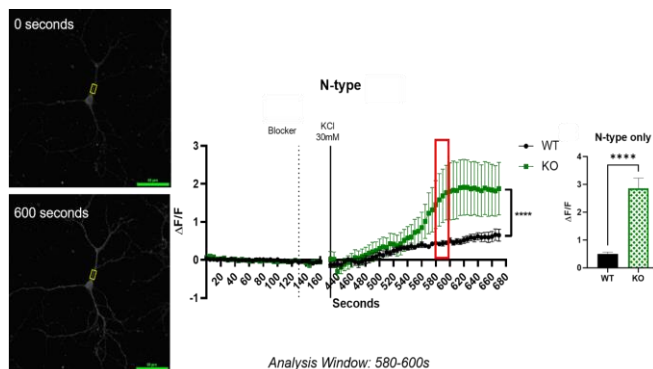 0 seconds
600 seconds
N-type
Blocker
KCl
30mM
WT
KO
ΔF/F
3
2
1
0
-1
20
40
60
80
100
120
140
160
440
460
480
500
520
540
560
580
600
620
640
660
680
Seconds
****
Analysis Window: 580-600s
N-type only
****
ΔF/F
4
3
2
1
0
WT
KO